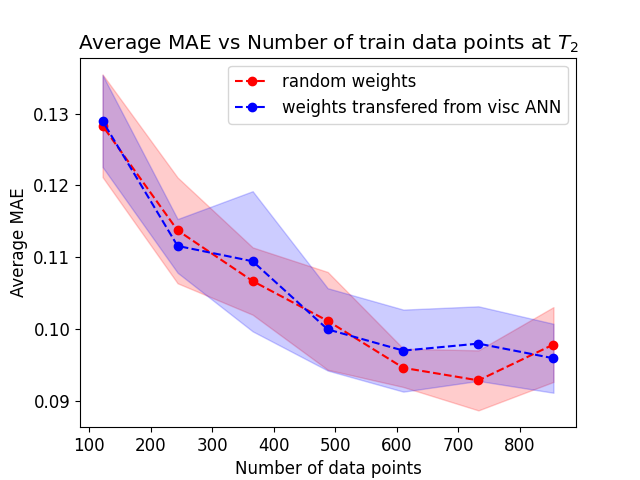 Average MAE vs Number of train data points at T₂
random weights
weights transfered from visc ANN
Average MAE
0.13
0.12
0.11
0.10
0.09
100 200 300 400 500 600 700 800
Number of data points